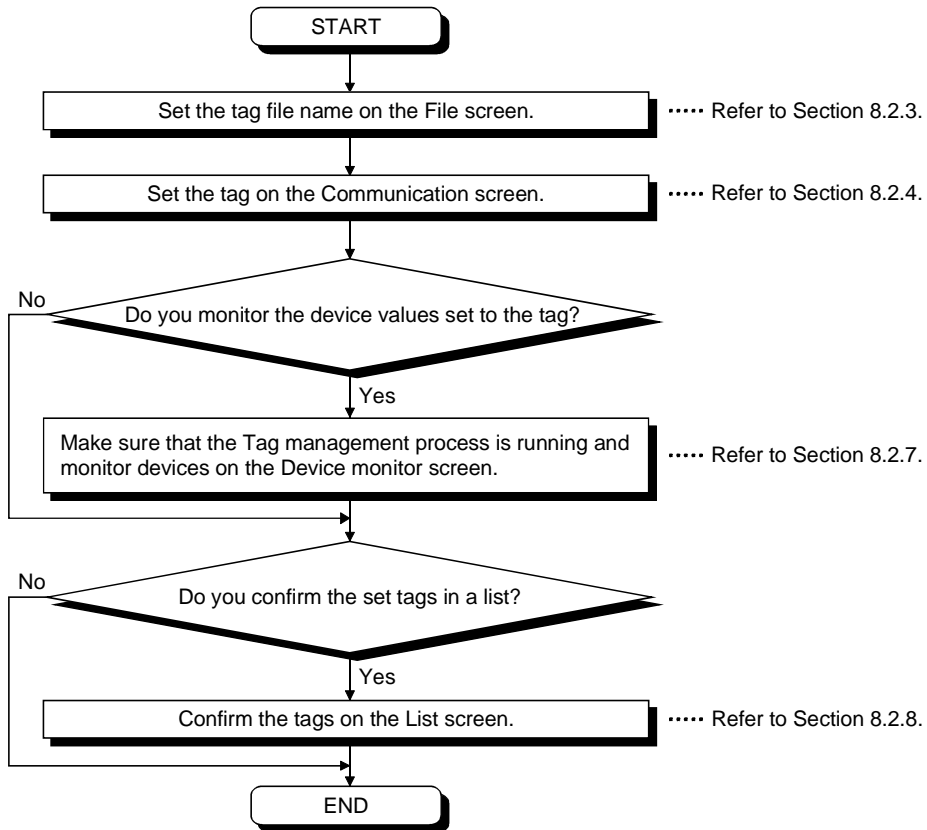 START
Set the tag file name on the File screen.
Refer to Section 8.2.3.
Set the tag on the Communication screen.
Refer to Section 8.2.4.
No
Do you monitor the device values set to the tag?
Yes
Make sure that the Tag management process is running and
monitor devices on the Device monitor screen.
Refer to Section 8.2.7.
No
Do you confirm the set tags in a list?
Yes
Confirm the tags on the List screen.
Refer to Section 8.2.8.
END